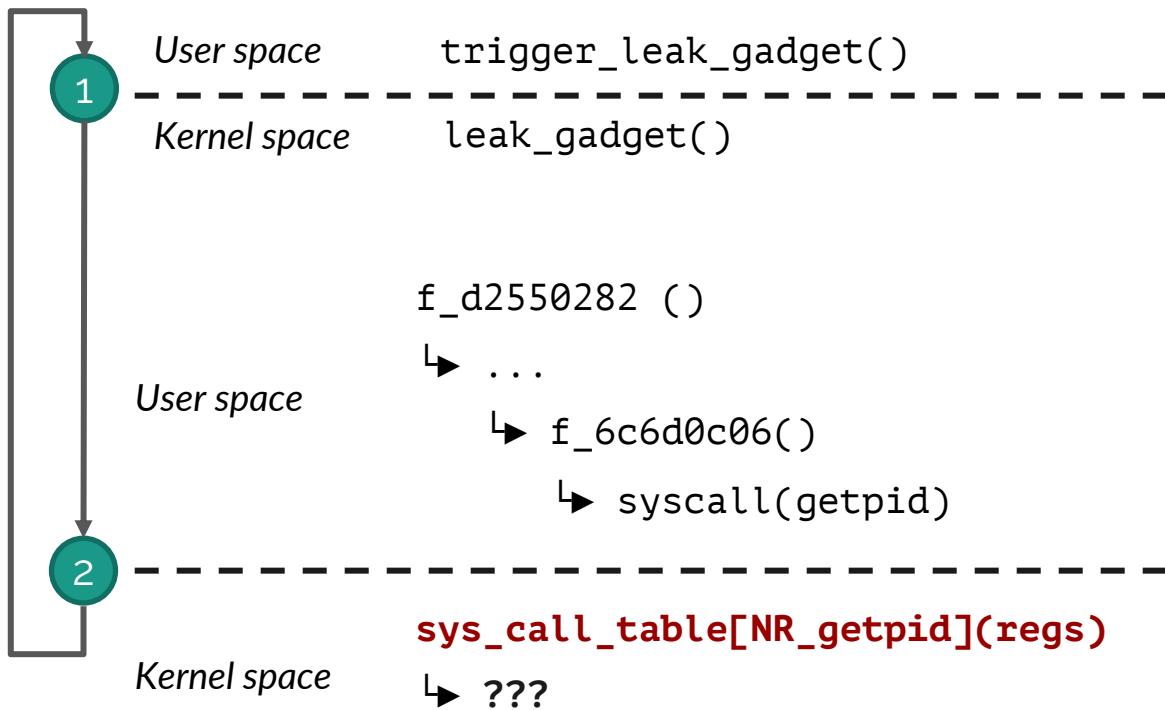 User space trigger_leak_gadget()
1
Kernel space leak_gadget()
f_d2550282 ()
...
User space
f_6c6d0c06()
syscall(getpid)
2
sys_call_table[NR_getpid](regs)
Kernel space
???